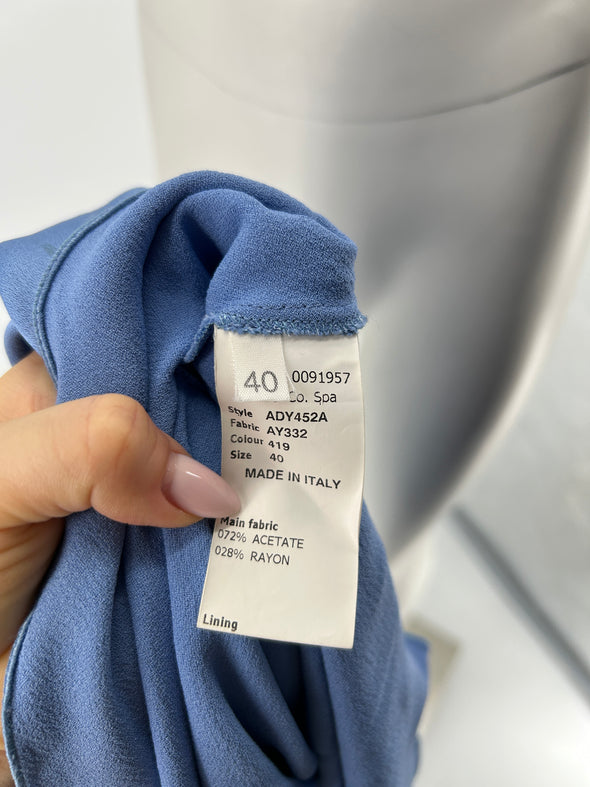 40
0091957
Co. Spa
Style ADY452A
Fabric AY332
Colour 419
Size 40
MADE IN ITALY
Main fabric
072% ACETATE
028% RAYON
Lining